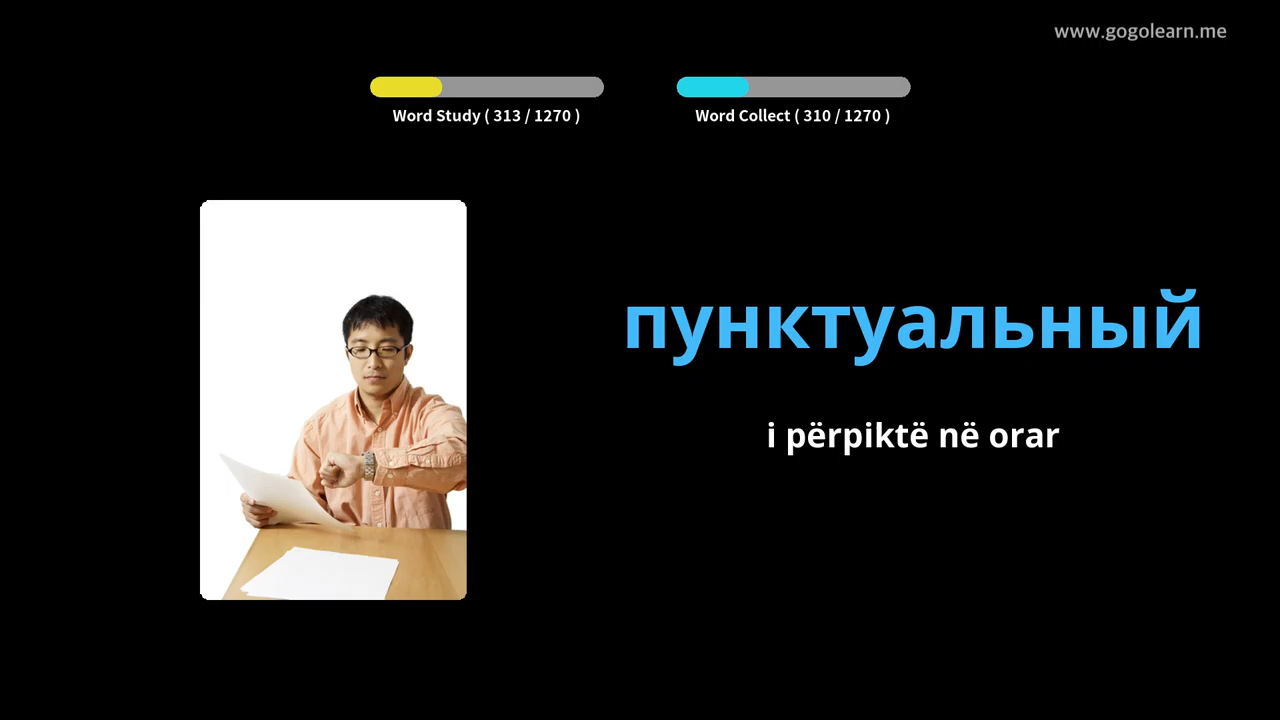 www.gogolearn.me
Word Study ( 313 / 1270 )
Word Collect ( 310 / 1270 )
пунктуальный
i përpiktë në orar